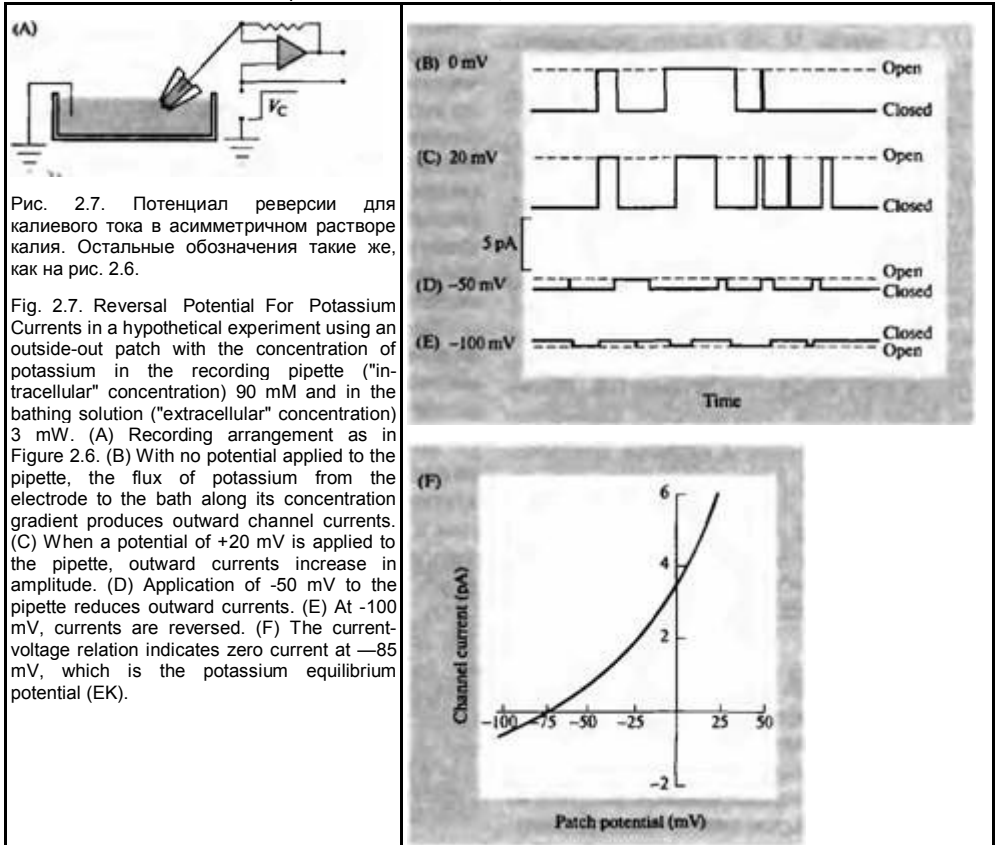 (A)
V_C
Рис. 2.7. Потенциал реверсии для
калиевого тока в асимметричном растворе
калия. Остальные обозначения такие же,
как на рис. 2.6.
Fig. 2.7. Reversal Potential For Potassium
Currents in a hypothetical experiment using an
outside-out patch with the concentration of
potassium in the recording pipette ("in-
tracellular" concentration) 90 mM and in the
bathing solution ("extracellular" concentration)
3 mW. (A) Recording arrangement as in
Figure 2.6. (B) With no potential applied to the
pipette, the flux of potassium from the
electrode to the bath along its concentration
gradient produces outward channel currents.
(C) When a potential of +20 mV is applied to
the pipette, outward currents increase in
amplitude. (D) Application of -50 mV to the
pipette reduces outward currents. (E) At -100
mV, currents are reversed. (F) The current-
voltage relation indicates zero current at —85
mV, which is the potassium equilibrium
potential (EK).
(B) 0 mV
Open
Closed
(C) 20 mV
Open
Closed
5 pA
(D) −50 mV
Open
Closed
(E) −100 mV
Closed
Open
Time
(F)
6
4
2
−2
Channel current (pA)
−100 −75 −50 −25 0 25 50
Patch potential (mV)